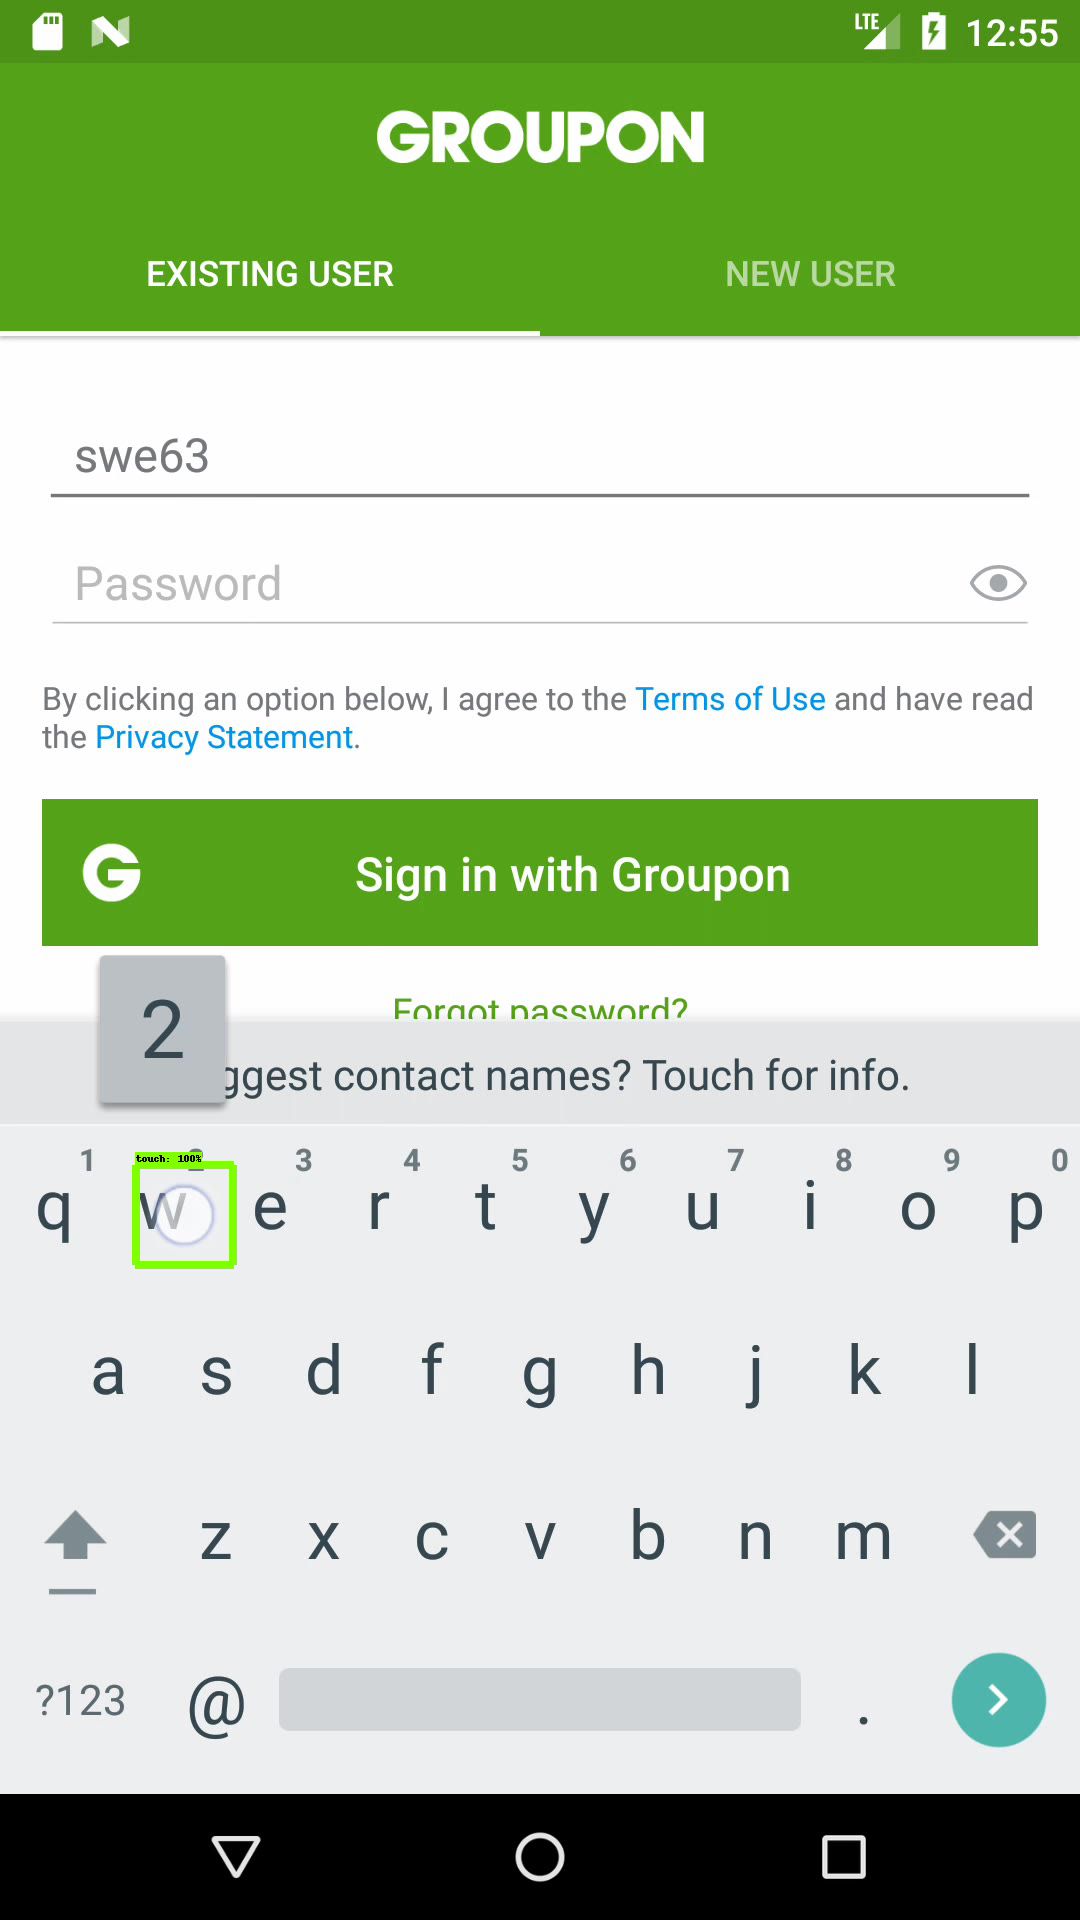 LTE 12:55
GROUPON
EXISTING USER NEW USER
swe63
Password
By clicking an option below, I agree to the Terms of Use and have read
the Privacy Statement.
G Sign in with Groupon
Forgot password?
2
ggest contact names? Touch for info.
touch: 100%
1 2 3 4 5 6 7 8 9 0
q w e r t y u i o p
a s d f g h j k l
z x c v b n m
?123 @ .